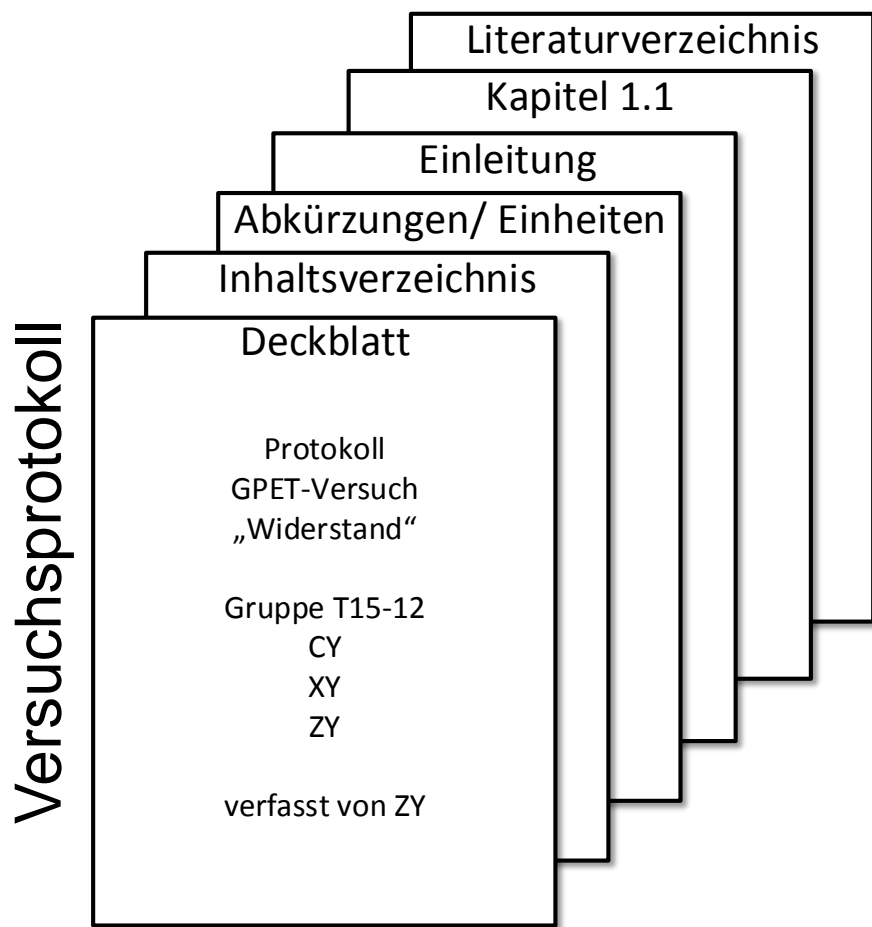 Literaturverzeichnis
Kapitel 1.1
Einleitung
Abkürzungen/ Einheiten
Inhaltsverzeichnis
Deckblatt
Protokoll
GPET-Versuch
„Widerstand“
Gruppe T15-12
CY
XY
ZY
verfasst von ZY
Versuchsprotokoll